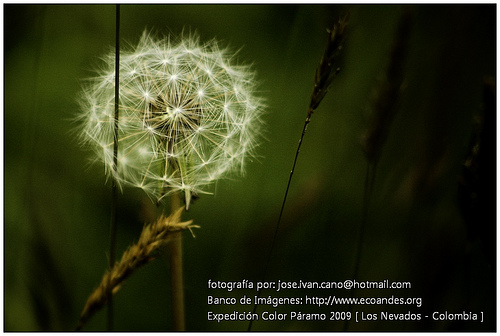 fotografía por: jose.ivan.cano@hotmail.com
Banco de Imágenes: http://www.ecoandes.org
Expedición Color Páramo 2009 [ Los Nevados - Colombia ]